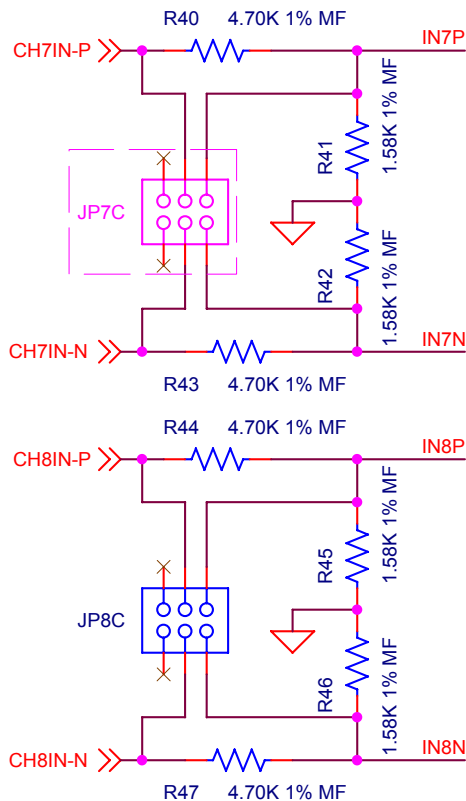 R40 4.70K 1% MF
CH7IN-P
IN7P
R41
1.58K 1% MF
JP7C
R42
1.58K 1% MF
CH7IN-N
IN7N
R43 4.70K 1% MF
R44 4.70K 1% MF
CH8IN-P
IN8P
R45
1.58K 1% MF
JP8C
R46
1.58K 1% MF
CH8IN-N
IN8N
R47 4.70K 1% MF